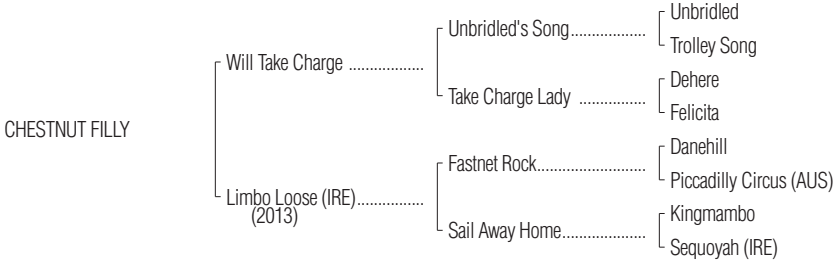 Unbridled
Unbridled's Song..................
Trolley Song
Will Take Charge ..................
Dehere
Take Charge Lady ................
Felicita
CHESTNUT FILLY
Danehill
Fastnet Rock..........................
Piccadilly Circus (AUS)
Limbo Loose (IRE)................
(2013)
Kingmambo
Sail Away Home....................
Sequoyah (IRE)